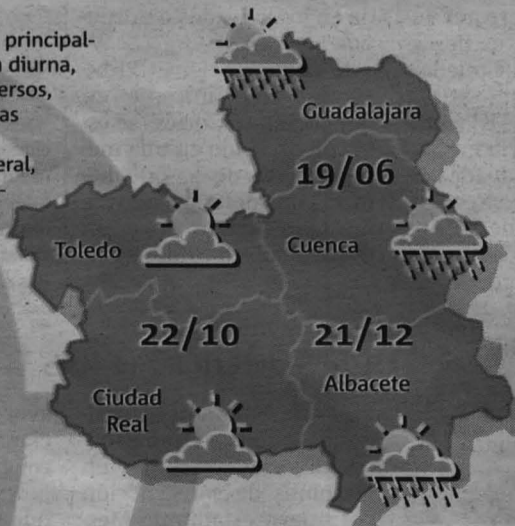 principal-
diurna,
ersos,
as
eral,
-
Guadalajara
19/06
Toledo
Cuenca
22/10
21/12
Ciudad
Real
Albacete